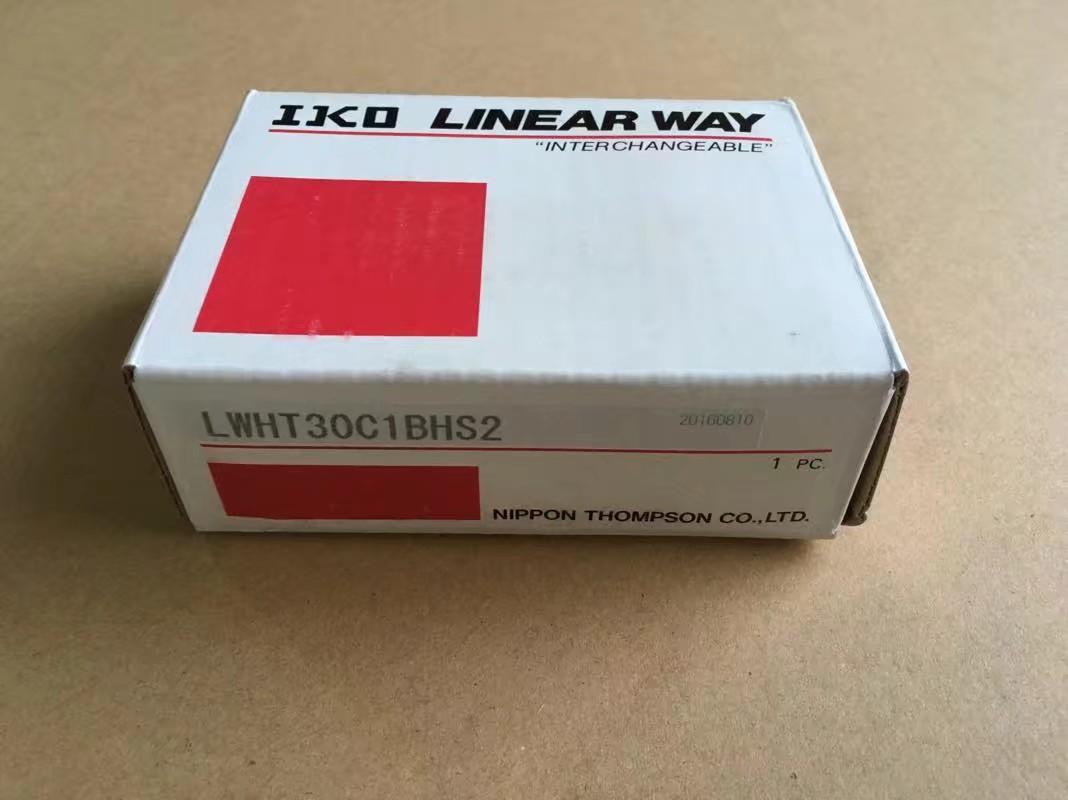 IKO LINEAR WAY
"INTERCHANGEABLE"
LWHT30C1BHS2 20160810
1 PC.
NIPPON THOMPSON CO.,LTD.